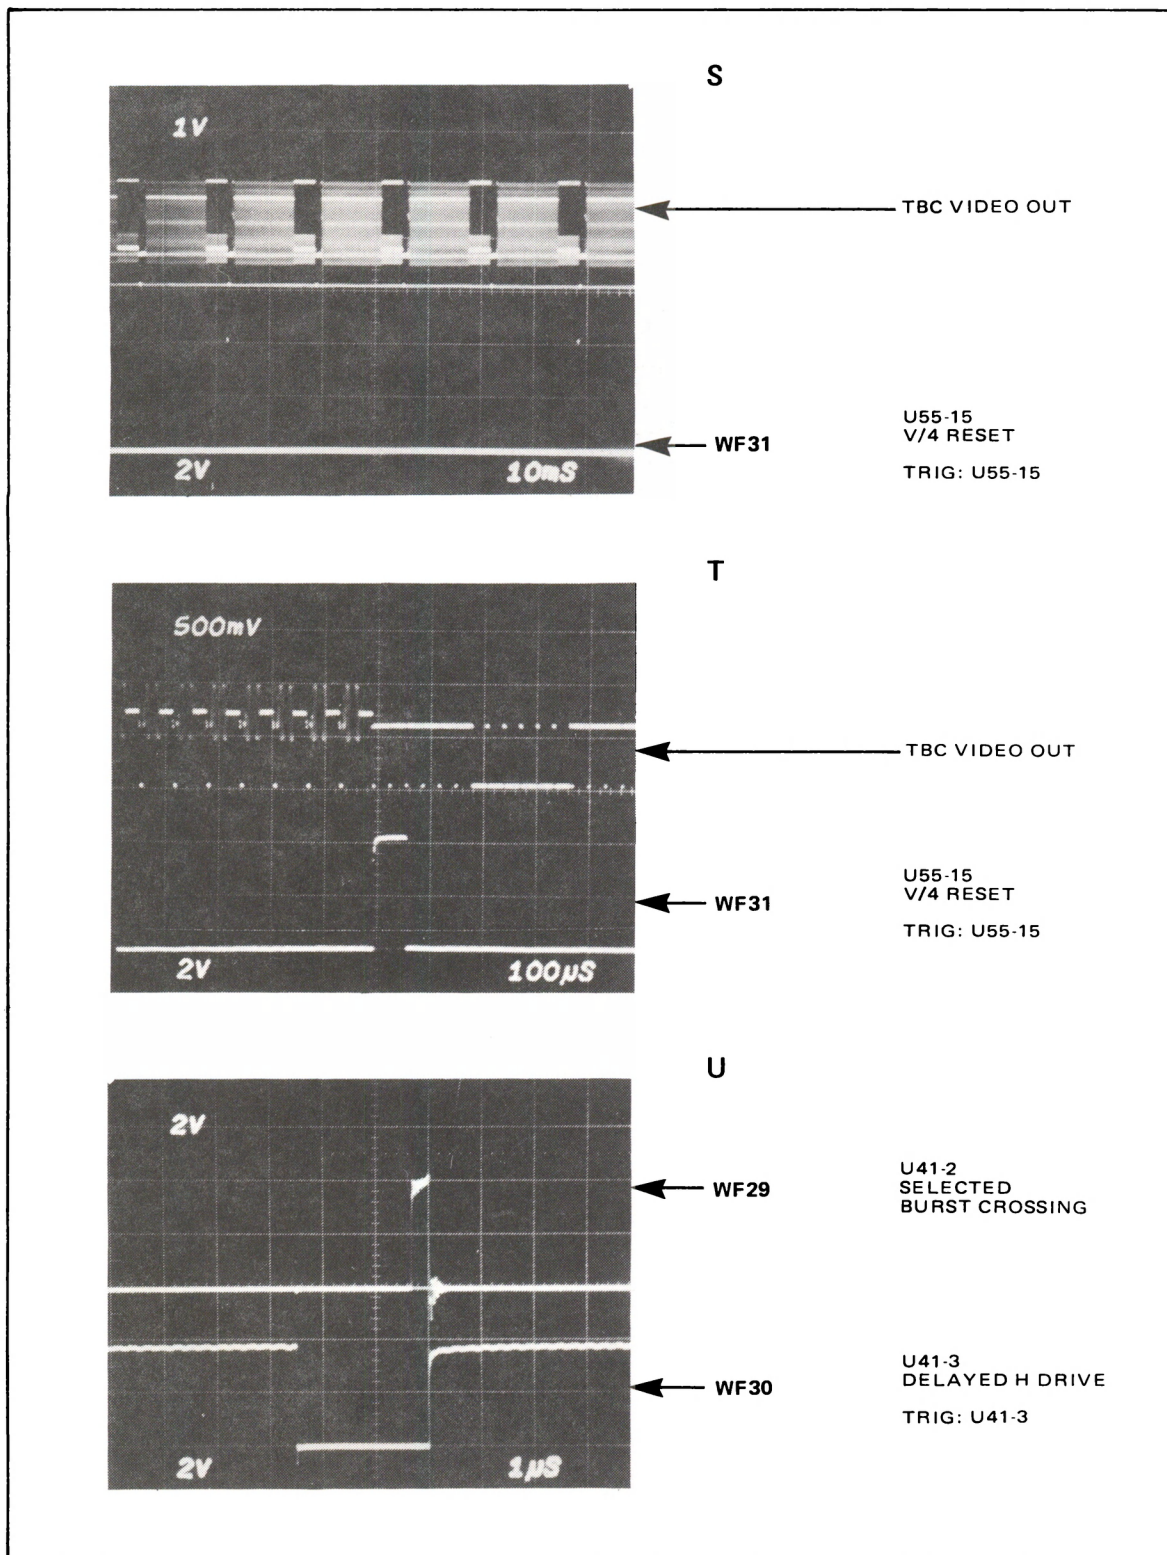 S
1V
TBC VIDEO OUT
U55-15
WF31
V/4 RESET
2V
10mS
TRIG: U55-15
T
500mV
TBC VIDEO OUT
U55-15
WF31
V/4 RESET
TRIG: U55-15
2V
100µS
U
2V
U41-2
WF29
SELECTED
BURST CROSSING
U41-3
WF30
DELAYED H DRIVE
TRIG: U41-3
2V
1µS